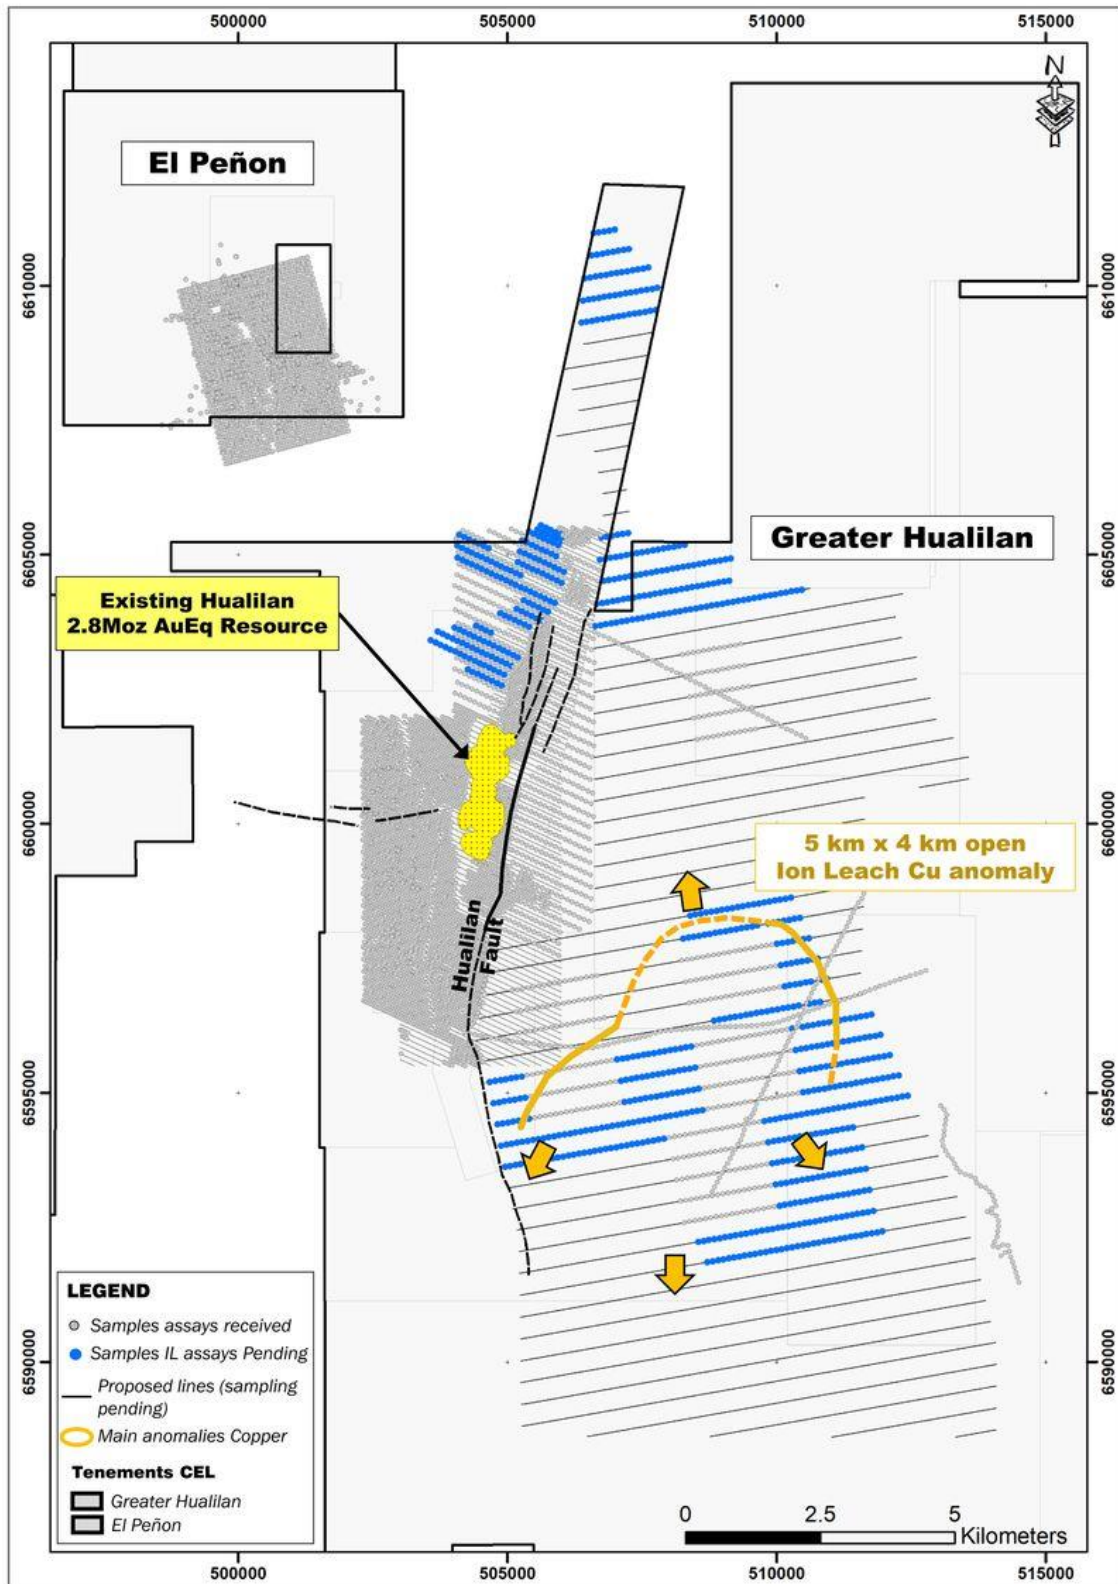 500000
505000
510000
515000
N
El Peñon
6610000
6610000
Greater Hualilan
6605000
6605000
Existing Hualilan
2.8Moz AuEq Resource
6600000
6600000
5 km x 4 km open
Ion Leach Cu anomaly
Hualilan
Fault
6595000
6595000
LEGEND
Samples assays received
Samples IL assays Pending
Proposed lines (sampling
pending)
Main anomalies Copper
Tenements CEL
Greater Hualilan
El Peñon
6590000
6590000
0
2.5
5
Kilometers
500000
505000
510000
515000